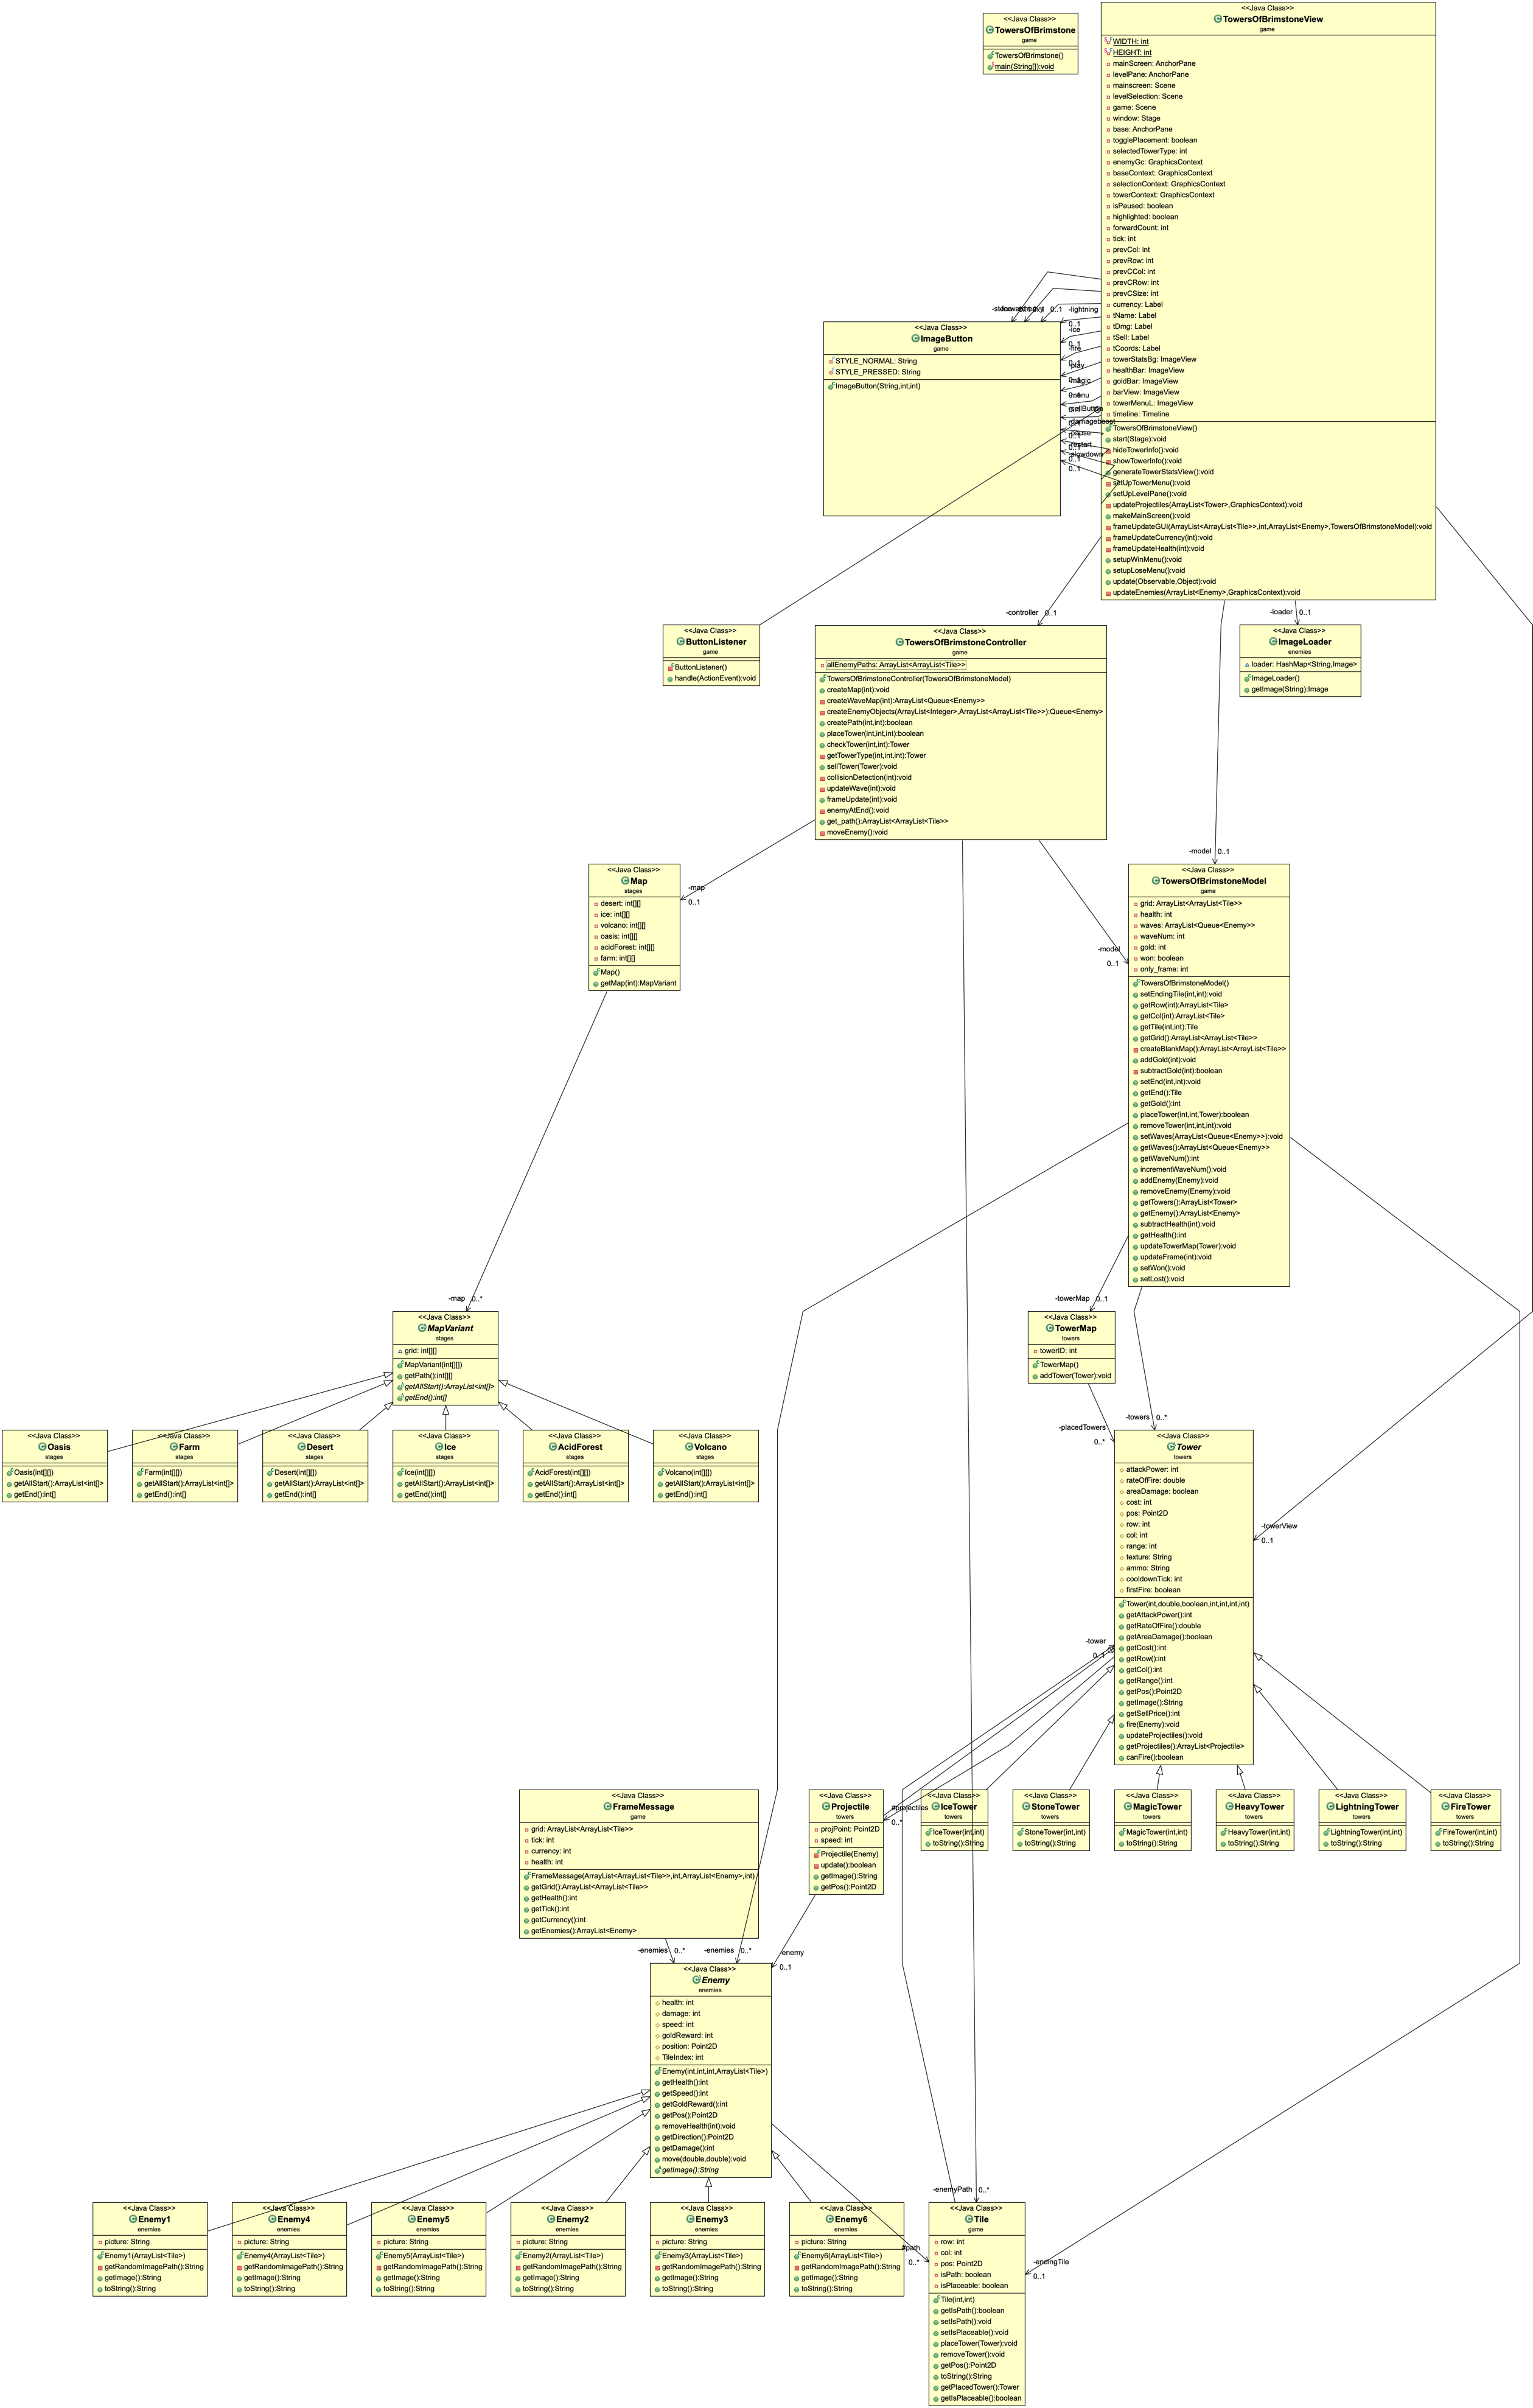 <<Java Class>>
TowersOfBrimstone
game
TowersOfBrimstone()
main(String[]):void
<<Java Class>>
TowersOfBrimstoneView
game
WIDTH: int
HEIGHT: int
mainScreen: AnchorPane
levelPane: AnchorPane
mainscreen: Scene
levelSelection: Scene
game: Scene
window: Stage
base: AnchorPane
togglePlacement: boolean
selectedTowerType: int
enemyGc: GraphicsContext
baseContext: GraphicsContext
selectionContext: GraphicsContext
towerContext: GraphicsContext
isPaused: boolean
highlighted: boolean
forwardCount: int
tick: int
prevCol: int
prevRow: int
prevCCol: int
prevCRow: int
prevCSize: int
currency: Label
tName: Label
tDmg: Label
tSell: Label
tCoords: Label
towerStatsBg: ImageView
healthBar: ImageView
goldBar: ImageView
barView: ImageView
towerMenuL: ImageView
timeline: Timeline
TowersOfBrimstoneView()
start(Stage):void
hideTowerInfo():void
showTowerInfo():void
generateTowerStatsView():void
setUpTowerMenu():void
setUpLevelPane():void
updateProjectiles(ArrayList<Tower>,GraphicsContext):void
makeMainScreen():void
frameUpdateGUI(ArrayList<ArrayList<Tile>>,int,ArrayList<Enemy>,TowersOfBrimstoneModel):void
frameUpdateCurrency(int):void
frameUpdateHealth(int):void
setupWinMenu():void
setupLoseMenu():void
update(Observable,Object):void
updateEnemies(ArrayList<Enemy>,GraphicsContext):void
0..1
-lightning
0..1
-ice
0..1
-fire
0..1
-play
0..1
-magic
0..1
-menu
0..1
-damageboost
0..1
-pause
0..1
-restart
0..1
-slowdown
0..1
<<Java Class>>
ImageButton
game
STYLE_NORMAL: String
STYLE_PRESSED: String
ImageButton(String,int,int)
<<Java Class>>
ButtonListener
game
ButtonListener()
handle(ActionEvent):void
-controller
0..1
<<Java Class>>
TowersOfBrimstoneController
game
allEnemyPaths: ArrayList<ArrayList<Tile>>
TowersOfBrimstoneController(TowersOfBrimstoneModel)
createMap(int):void
createWaveMap(int):ArrayList<Queue<Enemy>>
createEnemyObjects(ArrayList<Integer>,ArrayList<ArrayList<Tile>>):Queue<Enemy>
createPath(int,int):boolean
placeTower(int,int,int):boolean
checkTower(int,int):Tower
getTowerType(int,int,int):Tower
sellTower(Tower):void
collisionDetection(int):void
updateWave(int):void
frameUpdate(int):void
enemyAtEnd():void
get_path():ArrayList<ArrayList<Tile>>
moveEnemy():void
-loader
0..1
<<Java Class>>
ImageLoader
enemies
loader: HashMap<String,Image>
ImageLoader()
getImage(String):Image
-map
0..1
<<Java Class>>
Map
stages
desert: int[][]
ice: int[][]
volcano: int[][]
oasis: int[][]
acidForest: int[][]
farm: int[][]
Map()
getMap(int):MapVariant
-model
0..1
-model
0..1
<<Java Class>>
TowersOfBrimstoneModel
game
grid: ArrayList<ArrayList<Tile>>
health: int
waves: ArrayList<Queue<Enemy>>
waveNum: int
gold: int
won: boolean
only_frame: int
TowersOfBrimstoneModel()
setEndingTile(int,int):void
getRow(int):ArrayList<Tile>
getCol(int):ArrayList<Tile>
getTile(int,int):Tile
getGrid():ArrayList<ArrayList<Tile>>
createBlankMap():ArrayList<ArrayList<Tile>>
addGold(int):void
subtractGold(int):boolean
setEnd(int,int):void
getEnd():Tile
getGold():int
placeTower(int,int,Tower):boolean
removeTower(int,int,int):void
setWaves(ArrayList<Queue<Enemy>>):void
getWaves():ArrayList<Queue<Enemy>>
getWaveNum():int
incrementWaveNum():void
addEnemy(Enemy):void
removeEnemy(Enemy):void
getTowers():ArrayList<Tower>
getEnemy():ArrayList<Enemy>
subtractHealth(int):void
getHealth():int
updateTowerMap(Tower):void
updateFrame(int):void
setWon():void
setLost():void
-map
0..*
<<Java Class>>
MapVariant
stages
grid: int[][]
MapVariant(int[][])
getPath():int[][]
getAllStart():ArrayList<int[]>
getEnd():int[]
<<Java Class>>
Oasis
stages
Oasis(int[][])
getAllStart():ArrayList<int[]>
getEnd():int[]
<<Java Class>>
Farm
stages
Farm(int[][])
getAllStart():ArrayList<int[]>
getEnd():int[]
<<Java Class>>
Desert
stages
Desert(int[][])
getAllStart():ArrayList<int[]>
getEnd():int[]
<<Java Class>>
Ice
stages
Ice(int[][])
getAllStart():ArrayList<int[]>
getEnd():int[]
<<Java Class>>
AcidForest
stages
AcidForest(int[][])
getAllStart():ArrayList<int[]>
getEnd():int[]
<<Java Class>>
Volcano
stages
Volcano(int[][])
getAllStart():ArrayList<int[]>
getEnd():int[]
-towerMap
0..1
<<Java Class>>
TowerMap
towers
towerID: int
TowerMap()
addTower(Tower):void
-placedTowers
0..*
-towers
0..*
-towerView
0..1
<<Java Class>>
Tower
towers
attackPower: int
rateOfFire: double
areaDamage: boolean
cost: int
pos: Point2D
row: int
col: int
range: int
texture: String
ammo: String
cooldownTick: int
firstFire: boolean
Tower(int,double,boolean,int,int,int,int)
getAttackPower():int
getRateOfFire():double
getAreaDamage():boolean
getCost():int
getRow():int
getCol():int
getRange():int
getPos():Point2D
getImage():String
getSellPrice():int
fire(Enemy):void
updateProjectiles():void
getProjectiles():ArrayList<Projectile>
canFire():boolean
-tower
0..1
<<Java Class>>
FrameMessage
game
grid: ArrayList<ArrayList<Tile>>
tick: int
currency: int
health: int
FrameMessage(ArrayList<ArrayList<Tile>>,int,ArrayList<Enemy>,int)
getGrid():ArrayList<ArrayList<Tile>>
getHealth():int
getTick():int
getCurrency():int
getEnemies():ArrayList<Enemy>
<<Java Class>>
Projectile
towers
projPoint: Point2D
speed: int
Projectile(Enemy)
update():boolean
getImage():String
getPos():Point2D
#projectiles
0..*
<<Java Class>>
IceTower
towers
IceTower(int,int)
toString():String
<<Java Class>>
StoneTower
towers
StoneTower(int,int)
toString():String
<<Java Class>>
MagicTower
towers
MagicTower(int,int)
toString():String
<<Java Class>>
HeavyTower
towers
HeavyTower(int,int)
toString():String
<<Java Class>>
LightningTower
towers
LightningTower(int,int)
toString():String
<<Java Class>>
FireTower
towers
FireTower(int,int)
toString():String
-enemies
0..*
-enemies
0..*
-enemy
0..1
<<Java Class>>
Enemy
enemies
health: int
damage: int
speed: int
goldReward: int
position: Point2D
TileIndex: int
Enemy(int,int,int,ArrayList<Tile>)
getHealth():int
getSpeed():int
getGoldReward():int
getPos():Point2D
removeHealth(int):void
getDirection():Point2D
getDamage():int
move(double,double):void
getImage():String
<<Java Class>>
Enemy1
enemies
picture: String
Enemy1(ArrayList<Tile>)
getRandomImagePath():String
getImage():String
toString():String
<<Java Class>>
Enemy4
enemies
picture: String
Enemy4(ArrayList<Tile>)
getRandomImagePath():String
getImage():String
toString():String
<<Java Class>>
Enemy5
enemies
picture: String
Enemy5(ArrayList<Tile>)
getRandomImagePath():String
getImage():String
toString():String
<<Java Class>>
Enemy2
enemies
picture: String
Enemy2(ArrayList<Tile>)
getRandomImagePath():String
getImage():String
toString():String
<<Java Class>>
Enemy3
enemies
picture: String
Enemy3(ArrayList<Tile>)
getRandomImagePath():String
getImage():String
toString():String
<<Java Class>>
Enemy6
enemies
picture: String
Enemy6(ArrayList<Tile>)
getRandomImagePath():String
getImage():String
toString():String
#path
0..*
-enemyPath
0..*
-endingTile
0..1
<<Java Class>>
Tile
game
row: int
col: int
pos: Point2D
isPath: boolean
isPlaceable: boolean
Tile(int,int)
getIsPath():boolean
setIsPath():void
setIsPlaceable():void
placeTower(Tower):void
removeTower():void
getPos():Point2D
toString():String
getPlacedTower():Tower
getIsPlaceable():boolean